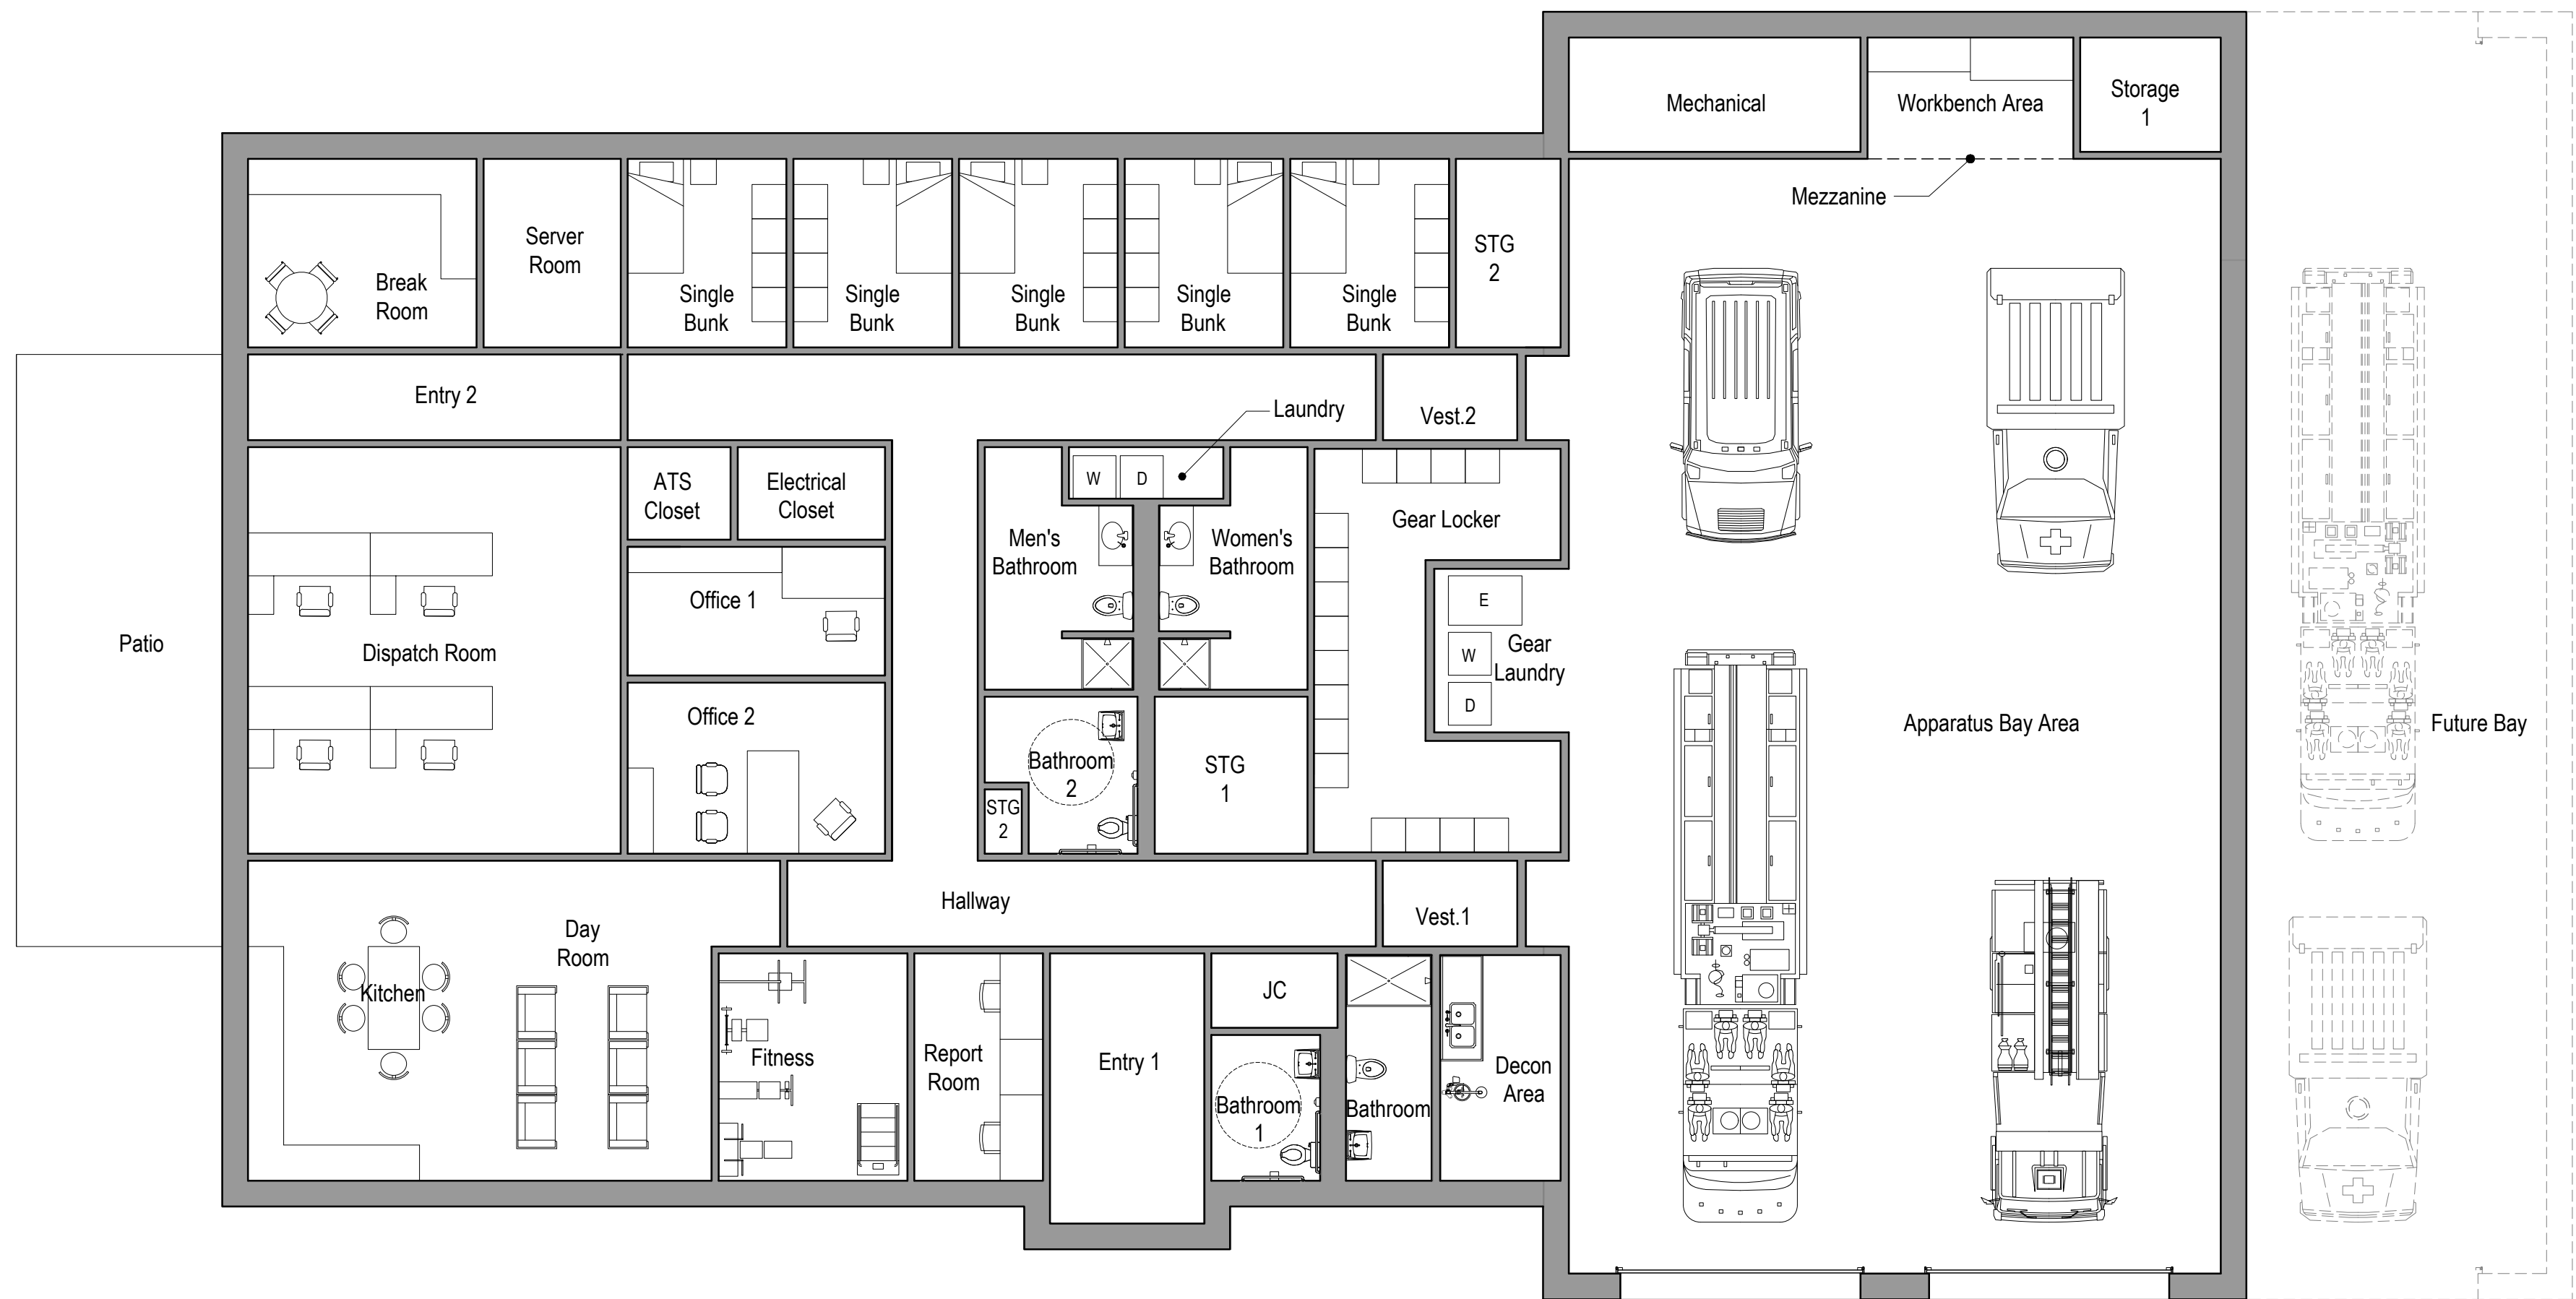 Mechanical
Workbench Area
Storage
1
Mezzanine
Break
Room
Server
Room
Single
Bunk
Single
Bunk
Single
Bunk
Single
Bunk
Single
Bunk
STG
2
Entry 2
Laundry
Vest.2
ATS
Closet
Electrical
Closet
W
D
Men's
Bathroom
Women's
Bathroom
Gear Locker
Office 1
E
W
D
Gear
Laundry
Patio
Dispatch Room
Office 2
Bathroom
2
STG
2
STG
1
Apparatus Bay Area
Future Bay
Hallway
Vest.1
Day
Room
Kitchen
Fitness
Report
Room
Entry 1
JC
Bathroom
1
Bathroom
Decon
Area